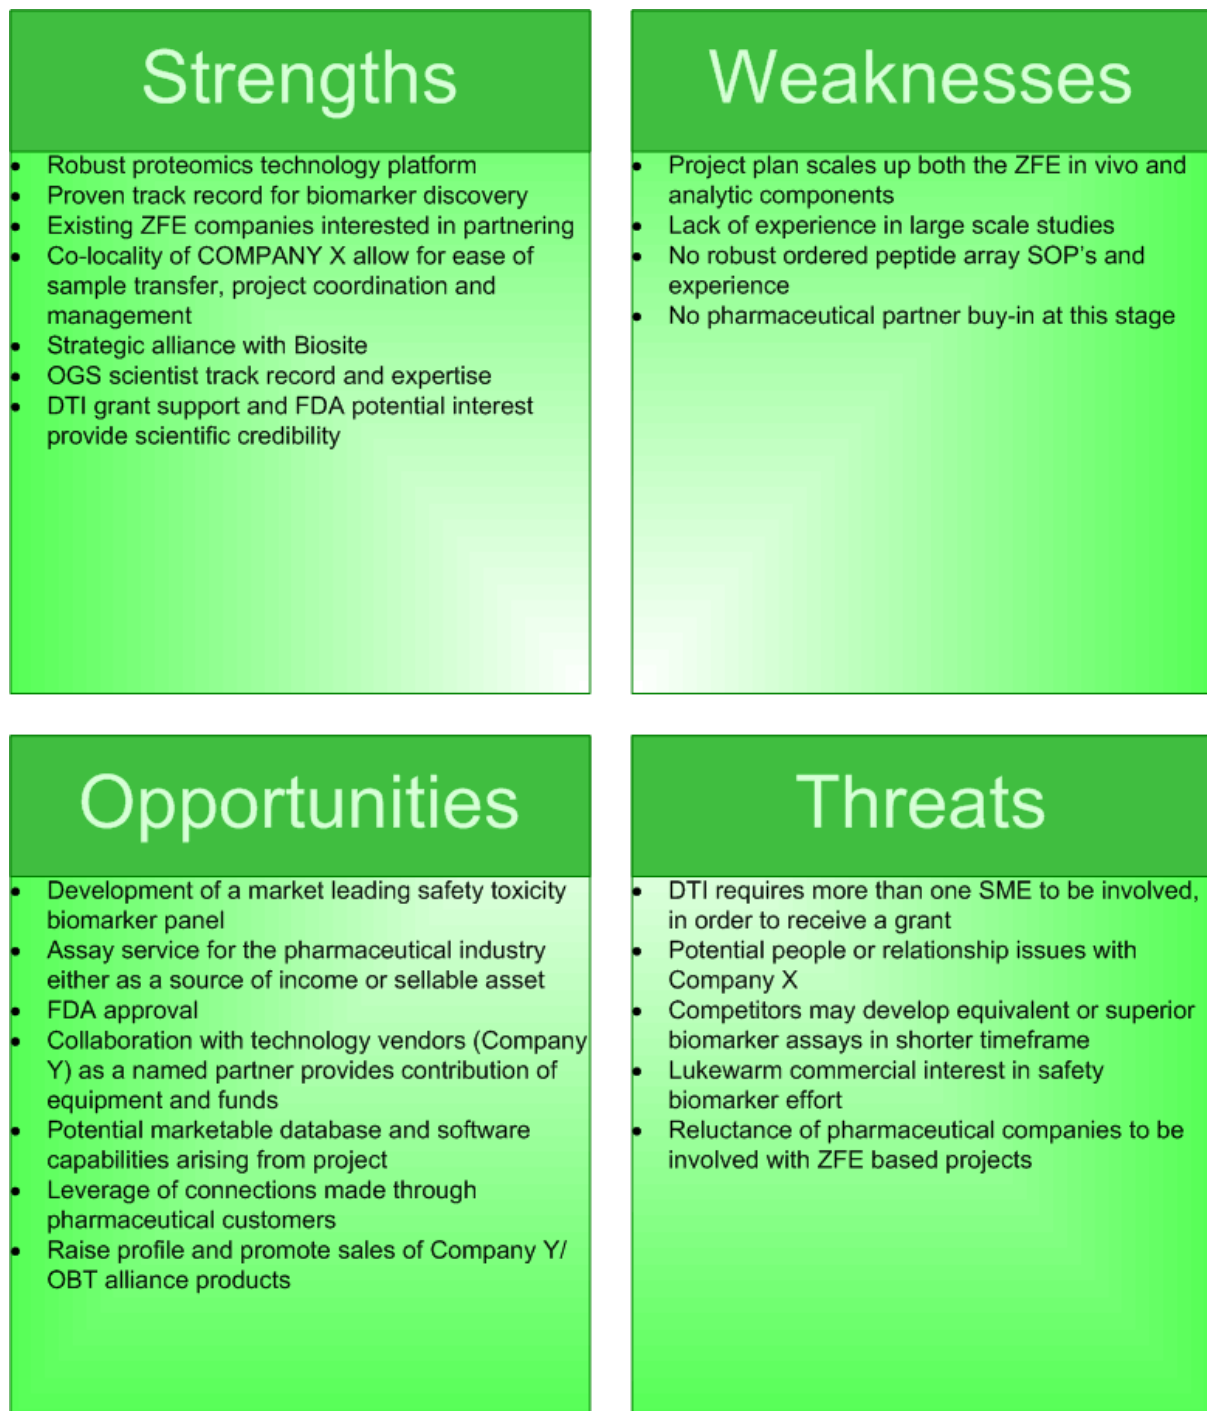 Strengths
• Robust proteomics technology platform
• Proven track record for biomarker discovery
• Existing ZFE companies interested in partnering
• Co-locality of COMPANY X allow for ease of
sample transfer, project coordination and
management
• Strategic alliance with Biosite
• OGS scientist track record and expertise
• DTI grant support and FDA potential interest
provide scientific credibility
Weaknesses
• Project plan scales up both the ZFE in vivo and
analytic components
• Lack of experience in large scale studies
• No robust ordered peptide array SOP's and
experience
• No pharmaceutical partner buy-in at this stage
Opportunities
• Development of a market leading safety toxicity
biomarker panel
• Assay service for the pharmaceutical industry
either as a source of income or sellable asset
• FDA approval
• Collaboration with technology vendors (Company
Y) as a named partner provides contribution of
equipment and funds
• Potential marketable database and software
capabilities arising from project
• Leverage of connections made through
pharmaceutical customers
• Raise profile and promote sales of Company Y/
OBT alliance products
Threats
• DTI requires more than one SME to be involved,
in order to receive a grant
• Potential people or relationship issues with
Company X
• Competitors may develop equivalent or superior
biomarker assays in shorter timeframe
• Lukewarm commercial interest in safety
biomarker effort
• Reluctance of pharmaceutical companies to be
involved with ZFE based projects